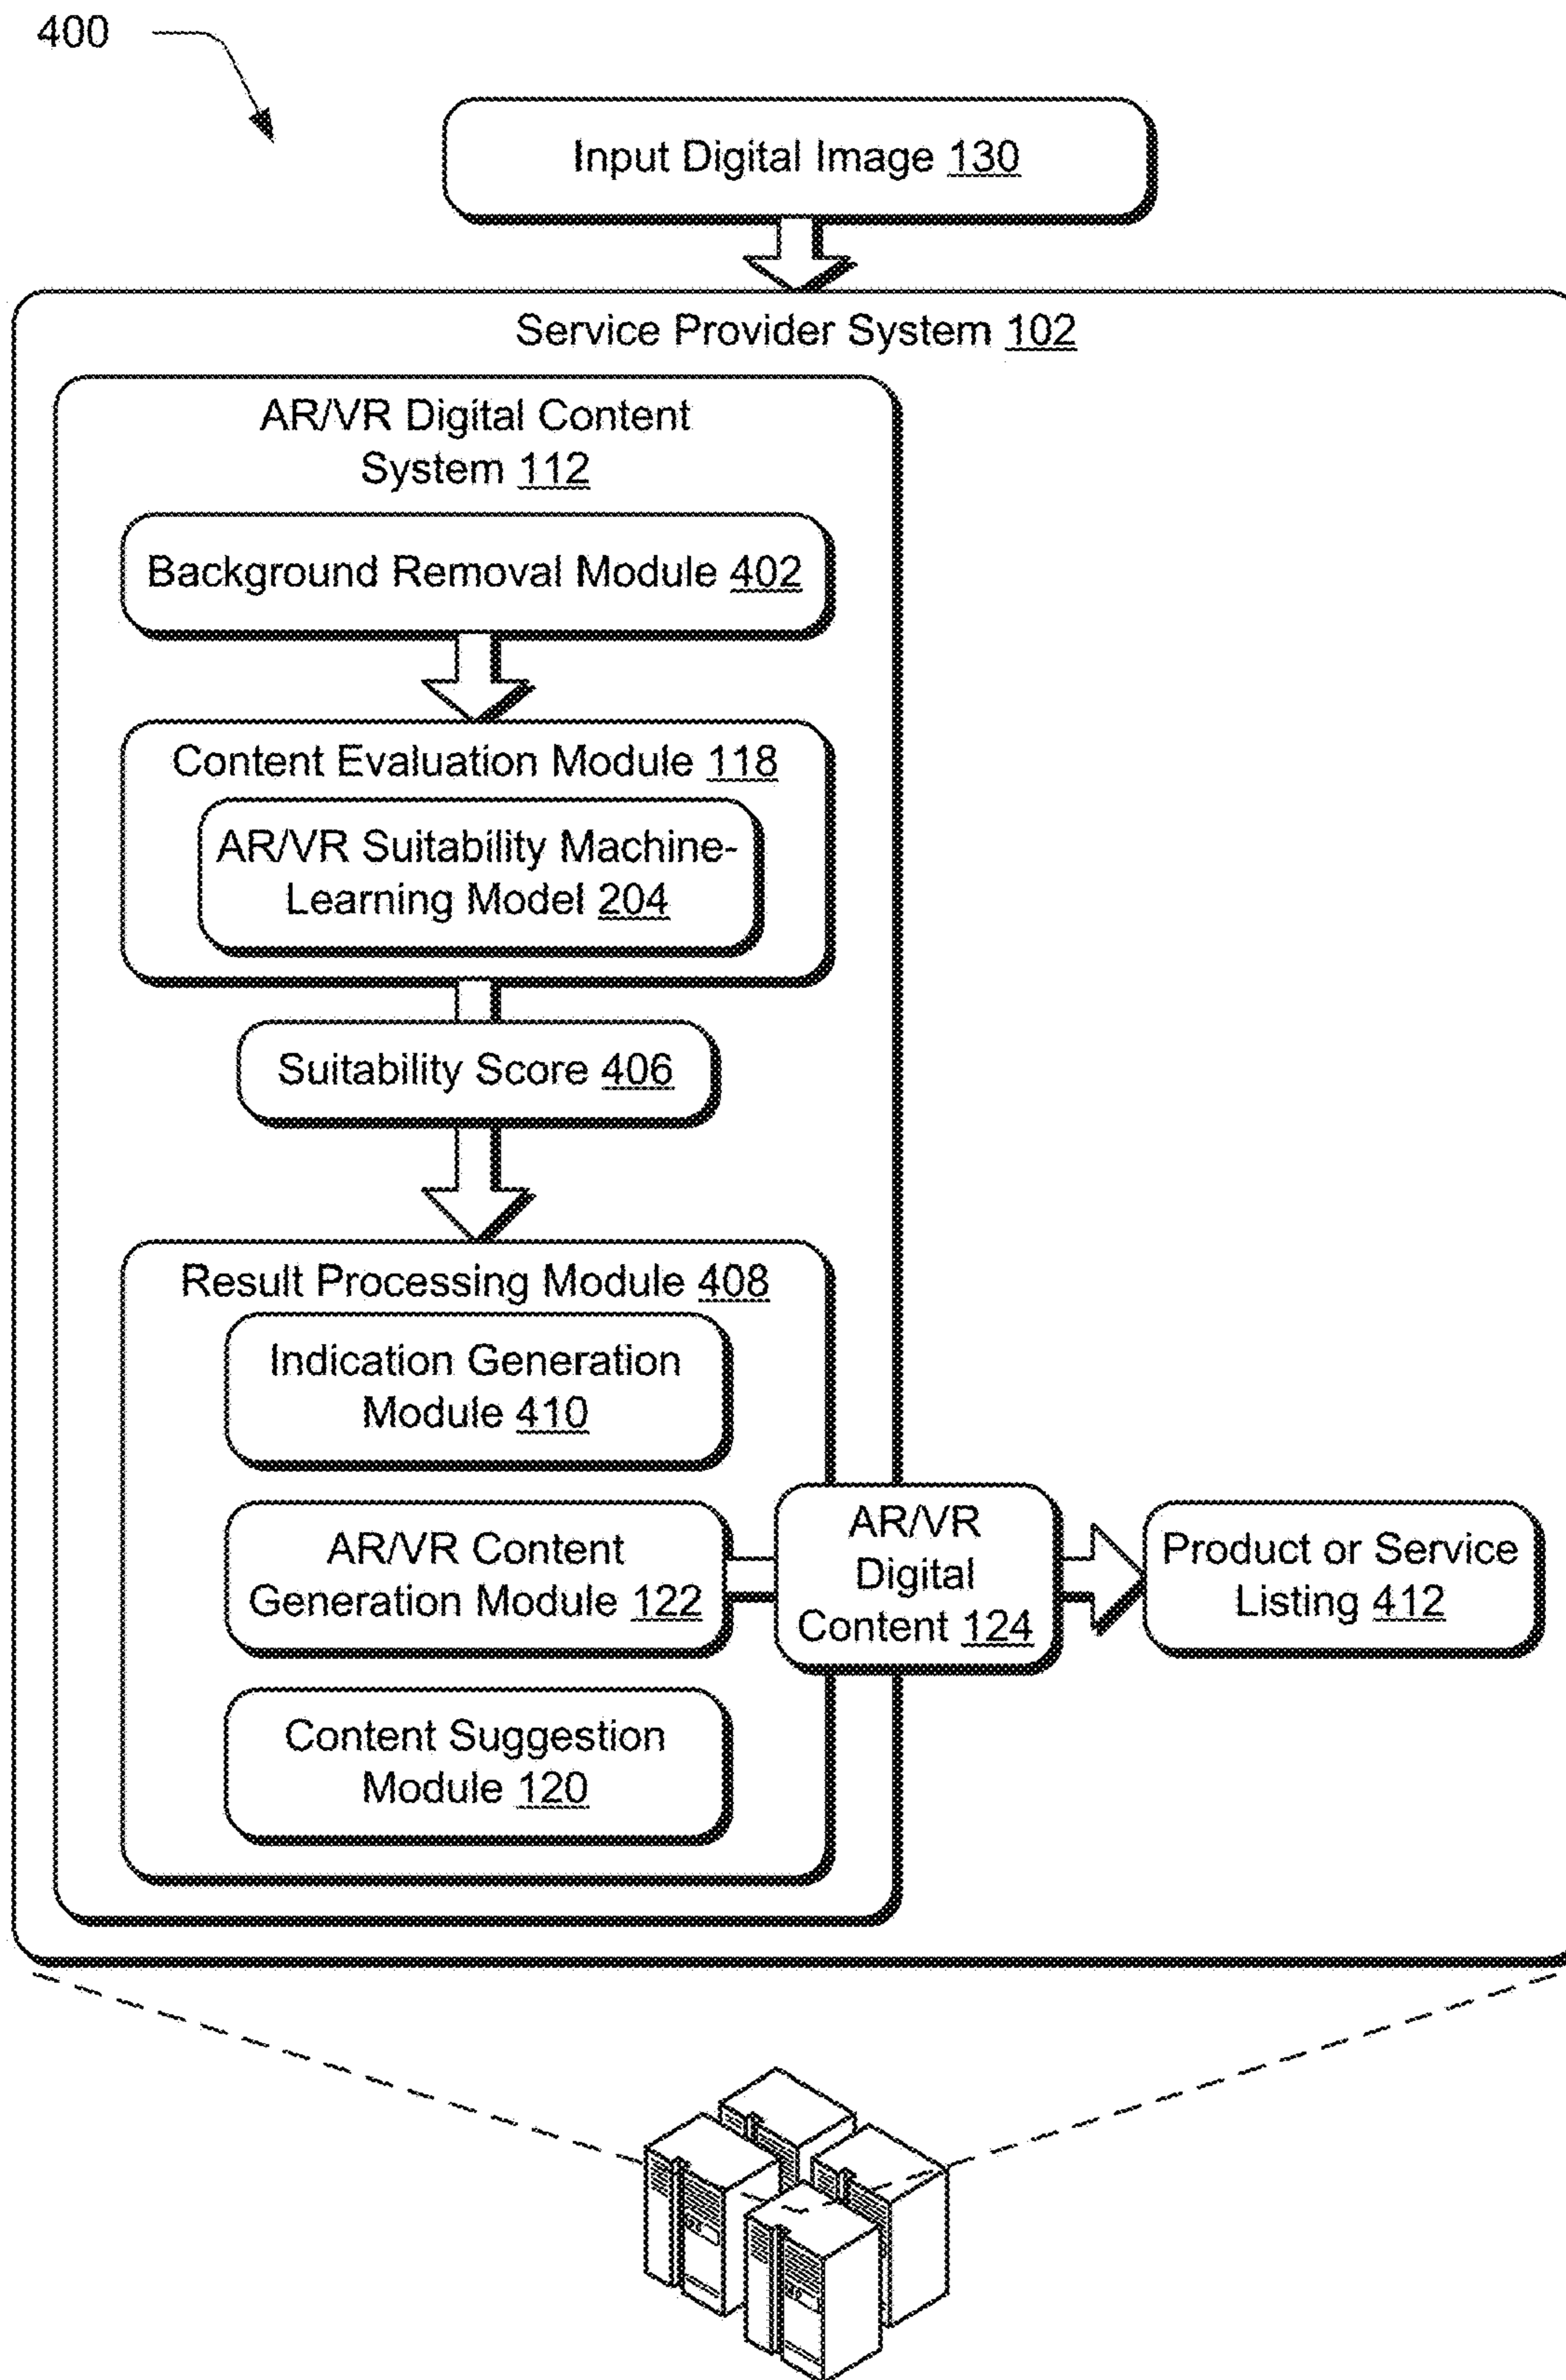 400
Input Digital Image 130
Service Provider System 102
AR/VR Digital Content
System 112
Background Removal Module 402
Content Evaluation Module 118
AR/VR Suitability Machine-
Learning Model 204
Suitability Score 406
Result Processing Module 408
Indication Generation
Module 410
AR/VR Content
Generation Module 122
AR/VR
Digital
Content 124
Product or Service
Listing 412
Content Suggestion
Module 120